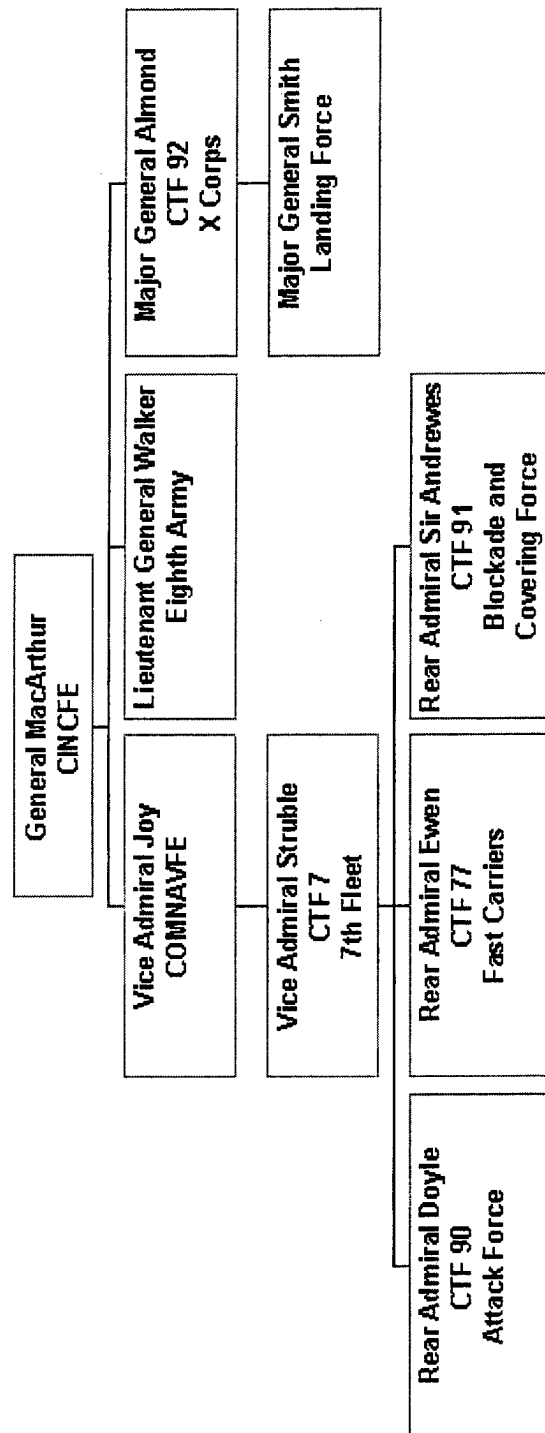 General MacArthur
CINCFE
Vice Admiral Joy
COMNAVFE
Lieutenant General Walker
Eighth Army
Major General Almond
CTF 92
X Corps
Vice Admiral Struble
CTF 7
7th Fleet
Major General Smith
Landing Force
Rear Admiral Doyle
CTF 90
Attack Force
Rear Admiral Ewen
CTF 77
Fast Carriers
Rear Admiral Sir Andrewes
CTF 91
Blockade and
Covering Force